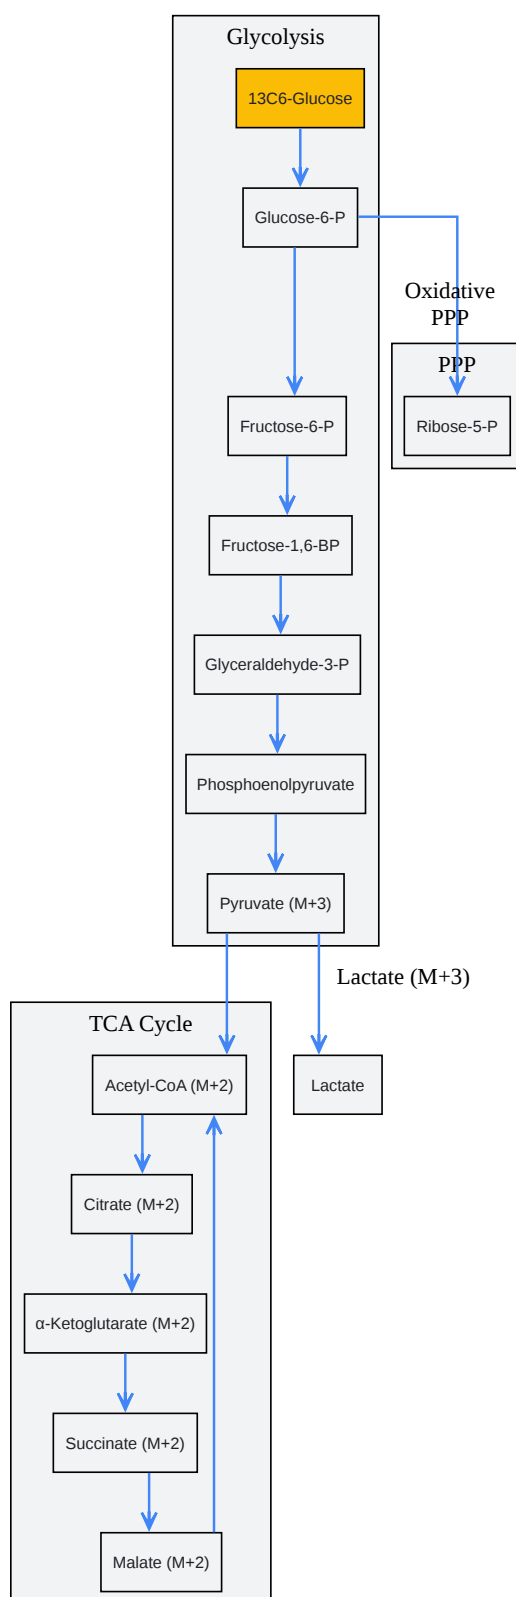 Glycolysis
13C6-Glucose
Glucose-6-P
Oxidative
PPP
PPP
Fructose-6-P
Ribose-5-P
Fructose-1,6-BP
Glyceraldehyde-3-P
Phosphoenolpyruvate
Pyruvate (M+3)
Lactate (M+3)
TCA Cycle
Acetyl-CoA (M+2)
Lactate
Citrate (M+2)
α-Ketoglutarate (M+2)
Succinate (M+2)
Malate (M+2)